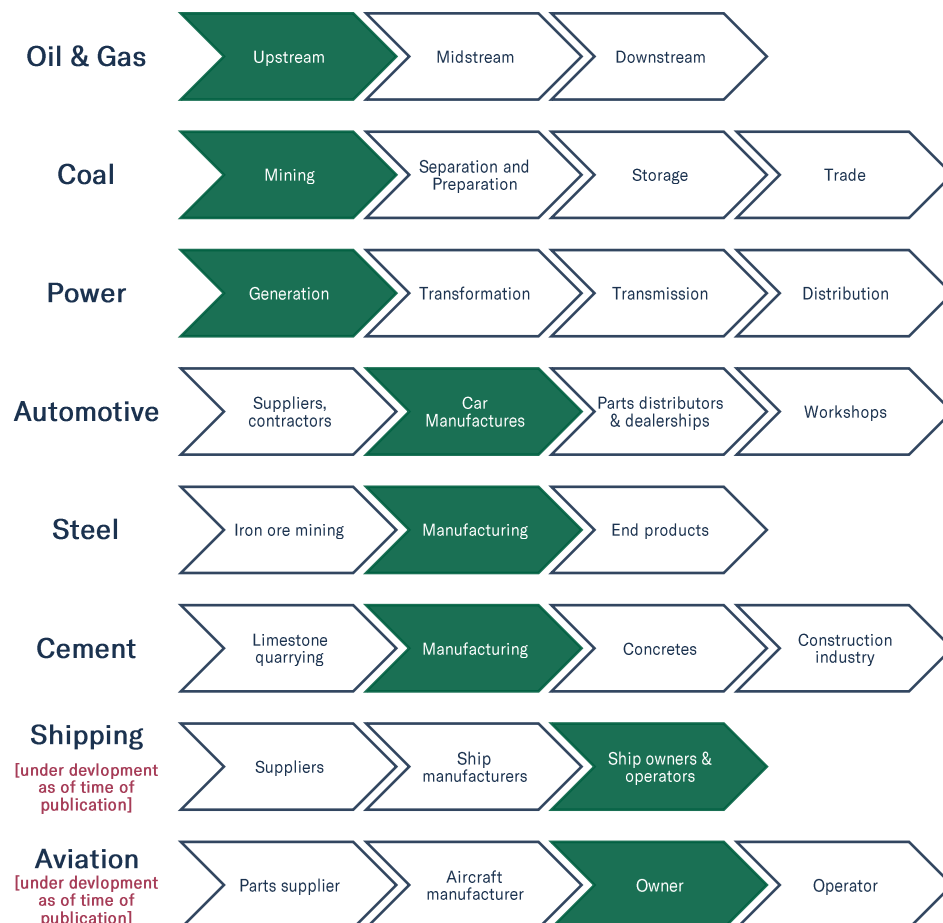 Oil & Gas
Upstream
Midstream
Downstream
Coal
Mining
Separation and
Preparation
Storage
Trade
Power
Generation
Transformation
Transmission
Distribution
Automotive
Suppliers,
contractors
Car
Manufactures
Parts distributors
& dealerships
Workshops
Steel
Iron ore mining
Manufacturing
End products
Cement
Limestone
quarrying
Manufacturing
Concretes
Construction
industry
Shipping
[under devlopment
as of time of
publication]
Suppliers
Ship
manufacturers
Ship owners &
operators
Aviation
[under devlopment
as of time of
publication]
Parts supplier
Aircraft
manufacturer
Owner
Operator